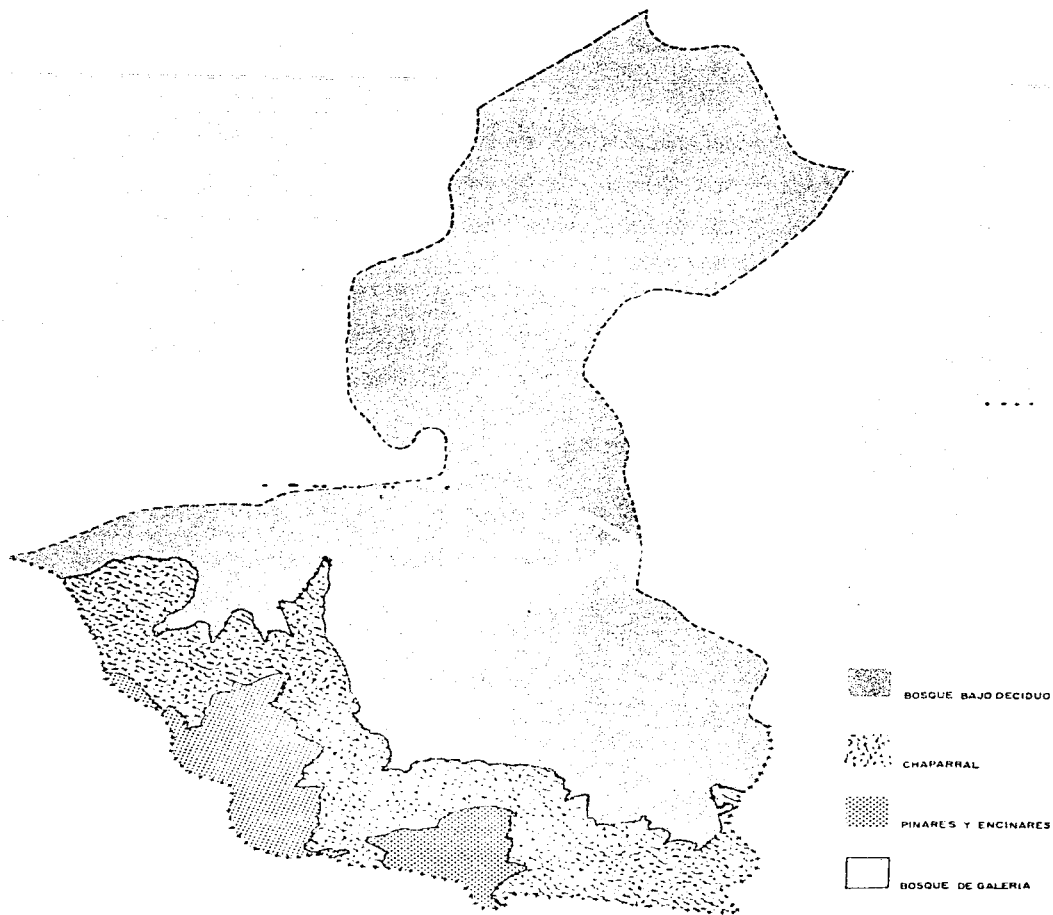 BOSQUE BAJO DECIDUO
CHAPARRAL
PINARES Y ENCINARES
BOSQUE DE GALERIA